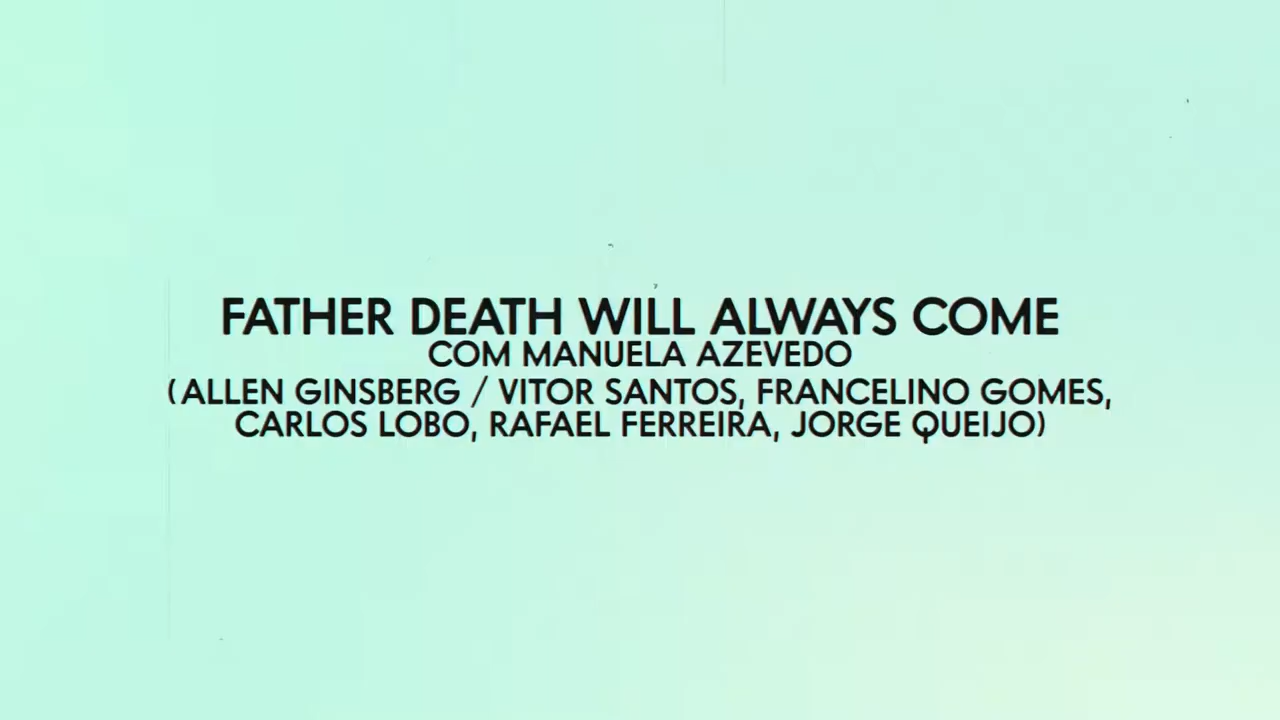 FATHER DEATH WILL ALWAYS COME
COM MANUELA AZEVEDO
(ALLEN GINSBERG / VITOR SANTOS, FRANCELINO GOMES,
CARLOS LOBO, RAFAEL FERREIRA, JORGE QUEIJO)